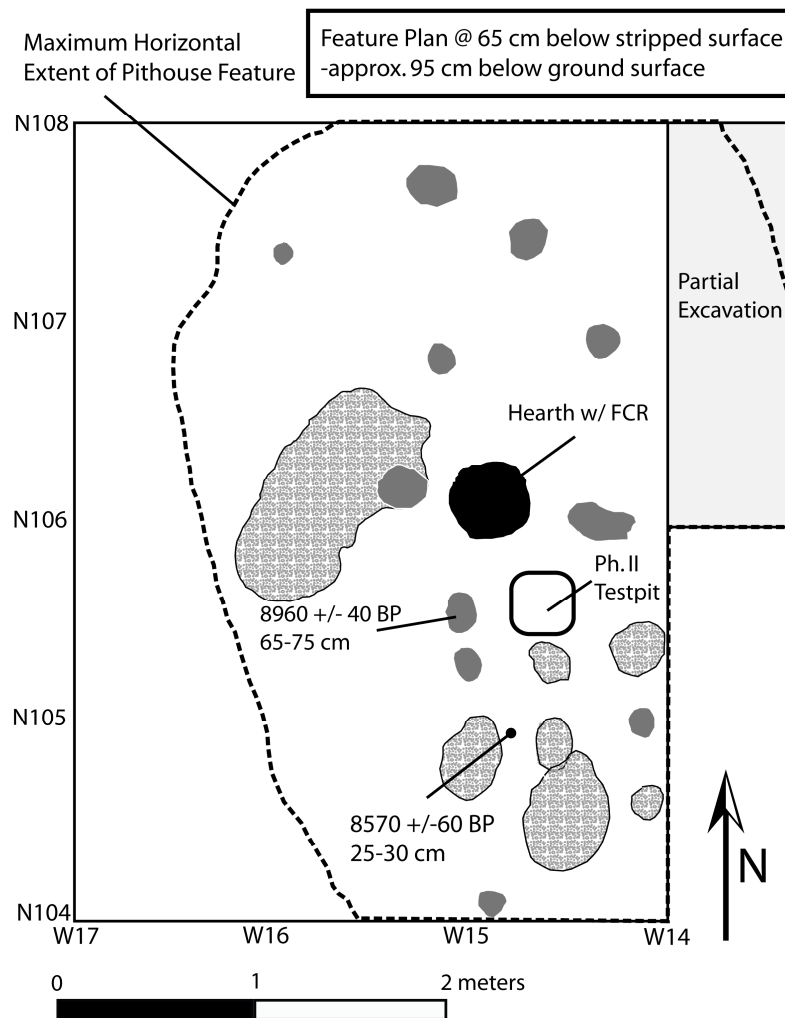 Maximum Horizontal
Extent of Pithouse Feature
Feature Plan @ 65 cm below stripped surface
-approx. 95 cm below ground surface
N108
Partial
Excavation
N107
Hearth w/ FCR
N106
Ph. II
Testpit
8960 +/- 40 BP
65-75 cm
N105
8570 +/-60 BP
25-30 cm
N
N104
W17
W16
W15
W14
0
1
2 meters